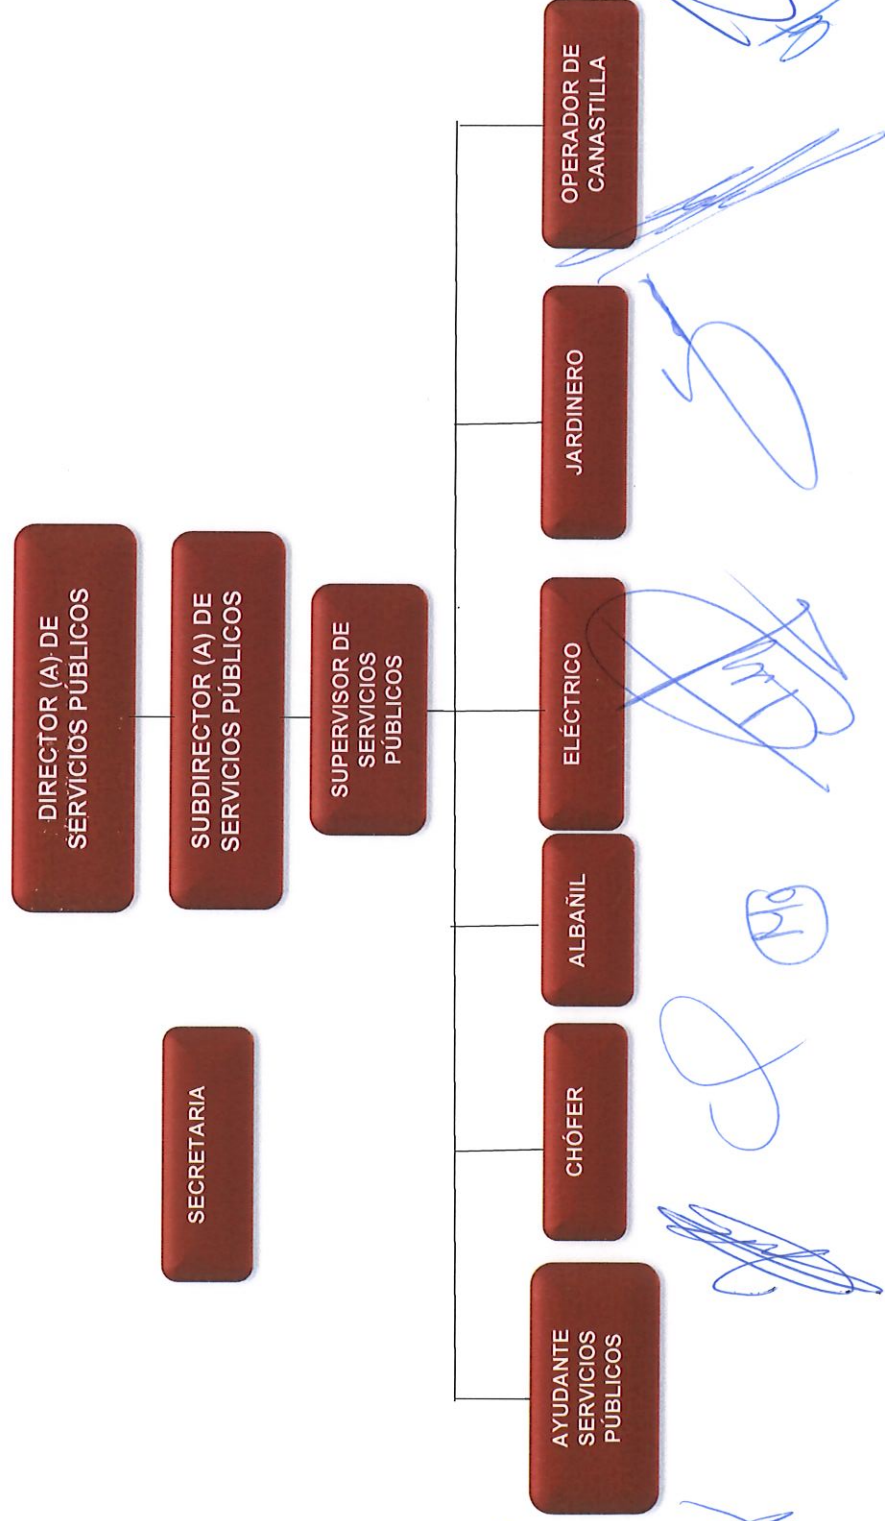 DIRECTOR (A) DE
SERVICIOS PÚBLICOS
SUBDIRECTOR (A) DE
SERVICIOS PÚBLICOS
SECRETARIA
SUPERVISOR DE
SERVICIOS
PÚBLICOS
AYUDANTE
SERVICIOS
PÚBLICOS
CHÓFER
ALBAÑIL
ELÉCTRICO
JARDINERO
OPERADOR DE
CANASTILLA